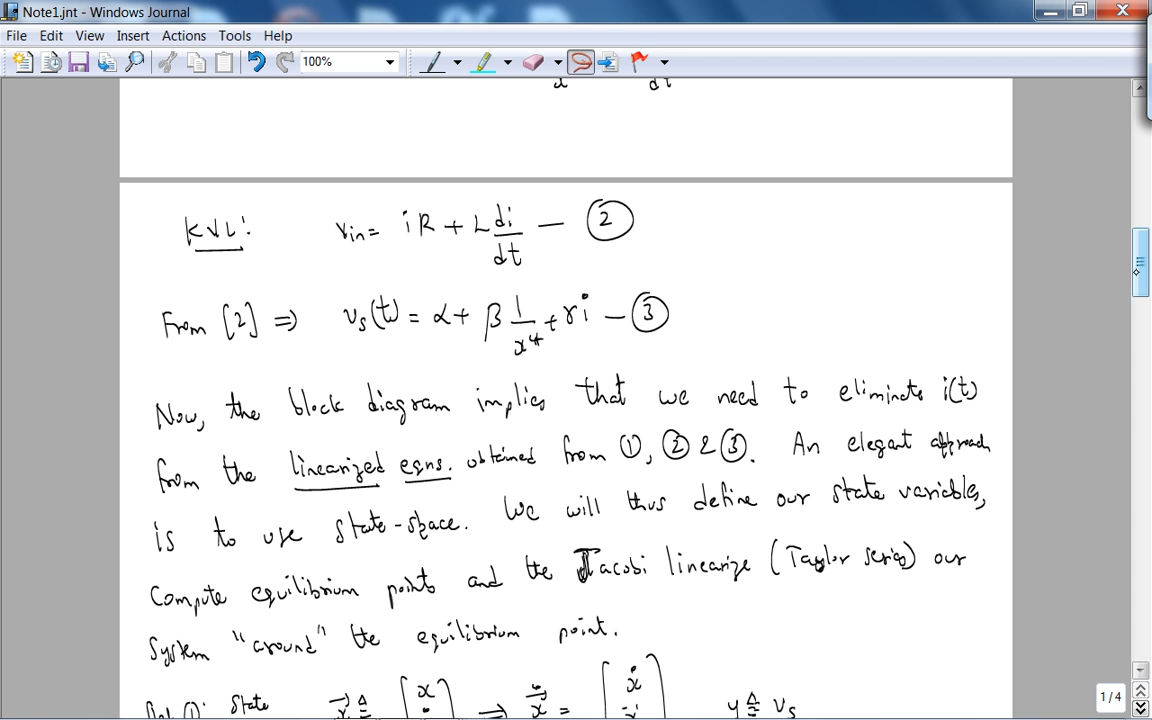 Note1.jnt - Windows Journal
File Edit View Insert Actions Tools Help
100%
dt
KVL:   Vin = iR + L di/dt — ②
From [2] ⇒ vs(t) = α + β 1/x⁴ + γi — ③
Now, the block diagram implies that we need to eliminate i(t)
from the linearized eqns. obtained from ①, ② & ③. An elegant approach
is to use state-space. We will thus define our state variables,
Compute equilibrium points and the Jacobi linearize (Taylor series) our
System "around" the equilibrium point.
State x⃗ ≜ [x ⇒ ẋ⃗ = [ẋ y ≜ vs
1 / 4